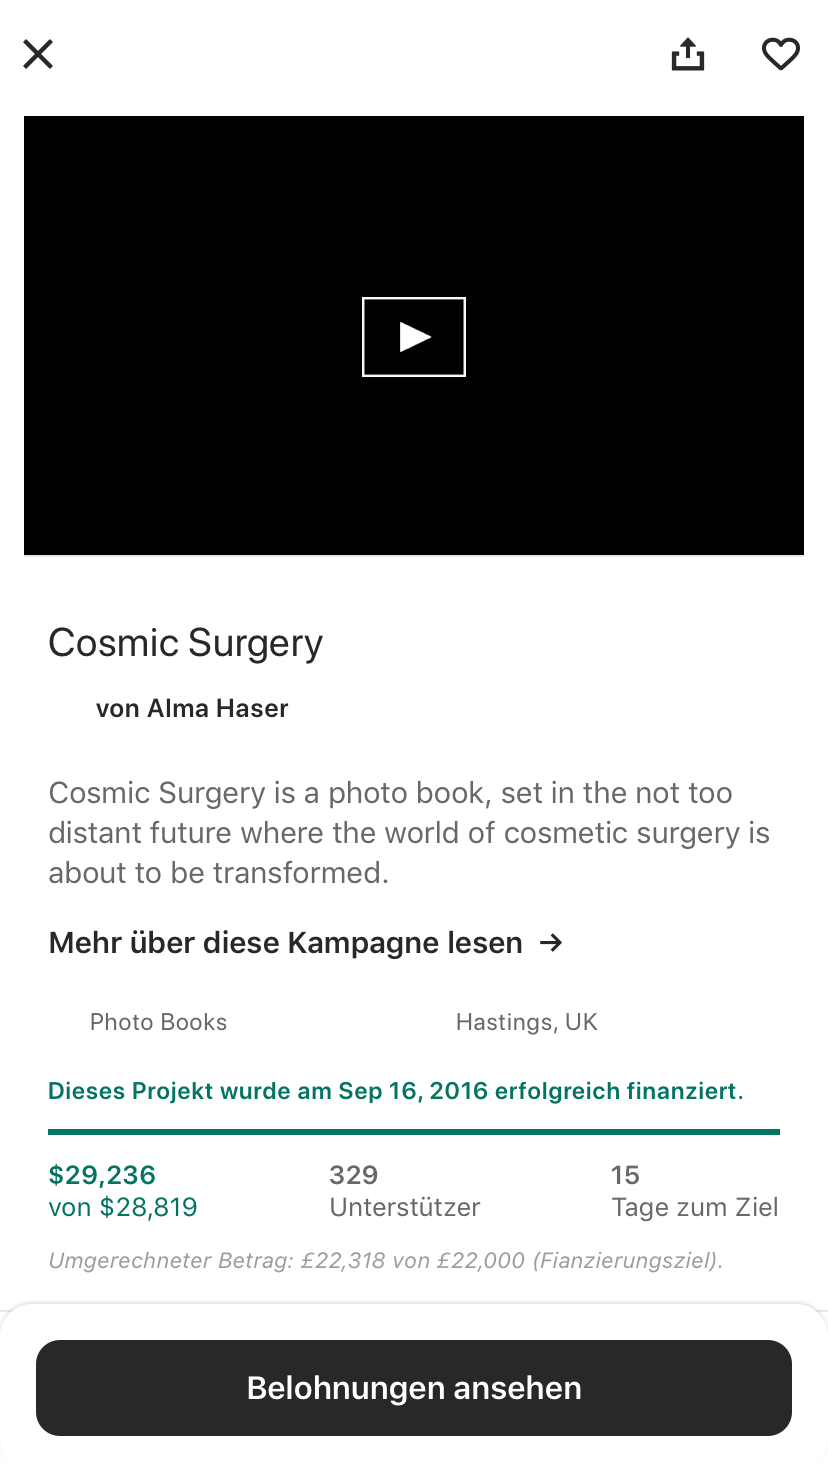 Cosmic Surgery
von Alma Haser
Cosmic Surgery is a photo book, set in the not too
distant future where the world of cosmetic surgery is
about to be transformed.
Mehr über diese Kampagne lesen →
Photo Books
Hastings, UK
Dieses Projekt wurde am Sep 16, 2016 erfolgreich finanziert.
$29,236
von $28,819
329
Unterstützer
15
Tage zum Ziel
Umgerechneter Betrag: £22,318 von £22,000 (Fianzierungsziel).
Belohnungen ansehen